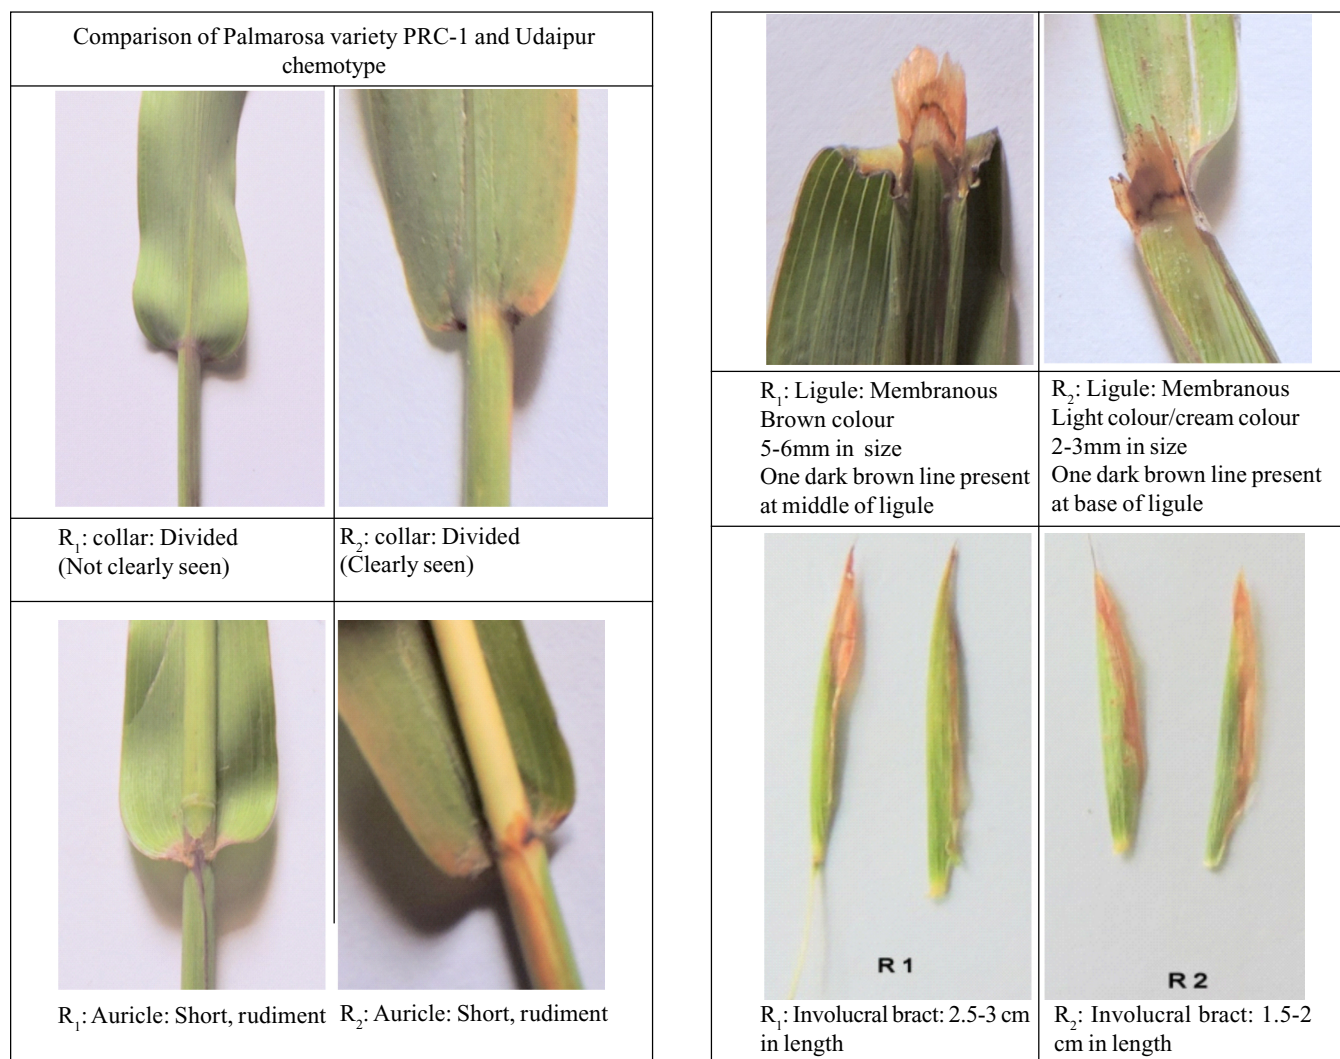 Comparison of Palmarosa variety PRC-1 and Udaipur
chemotype
R₁: collar: Divided
(Not clearly seen)
R₂: collar: Divided
(Clearly seen)
R₁: Auricle: Short, rudiment
R₂: Auricle: Short, rudiment
R₁: Ligule: Membranous
Brown colour
5-6mm in size
One dark brown line present
at middle of ligule
R₂: Ligule: Membranous
Light colour/cream colour
2-3mm in size
One dark brown line present
at base of ligule
R 1
R 2
R₁: Involucral bract: 2.5-3 cm
in length
R₂: Involucral bract: 1.5-2
cm in length